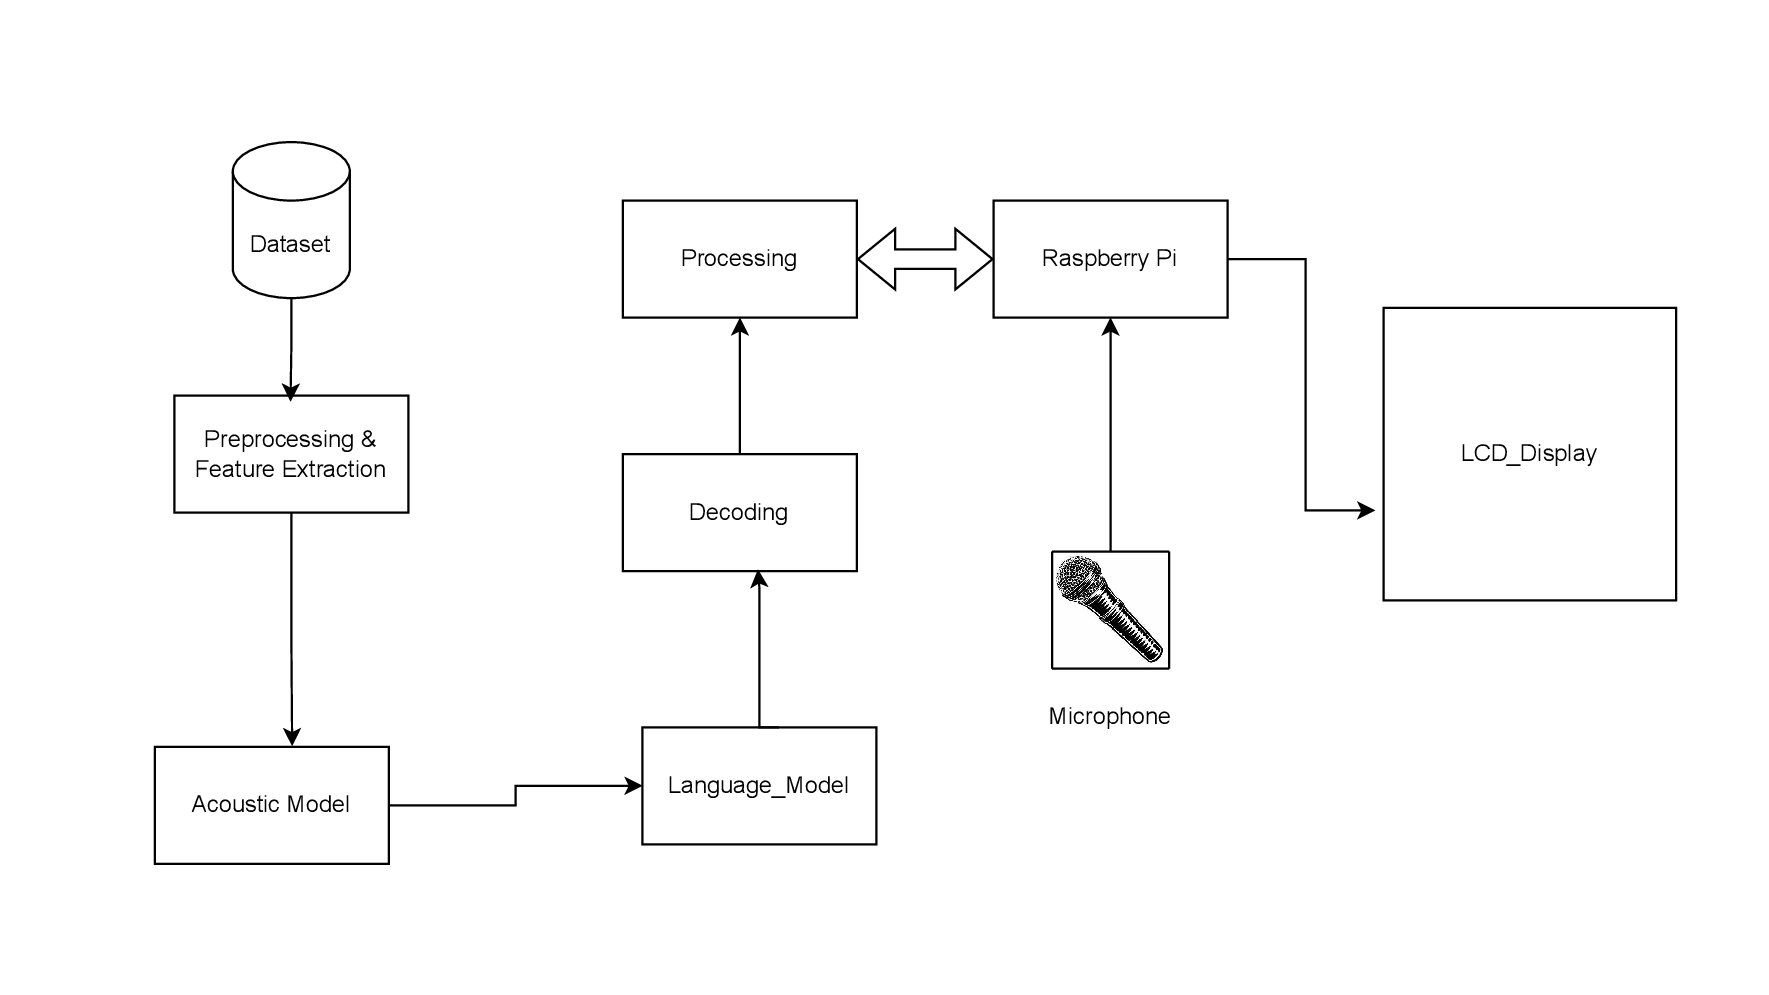 Dataset
Preprocessing &
Feature Extraction
Acoustic Model
Language_Model
Decoding
Processing
Raspberry Pi
Microphone
LCD_Display